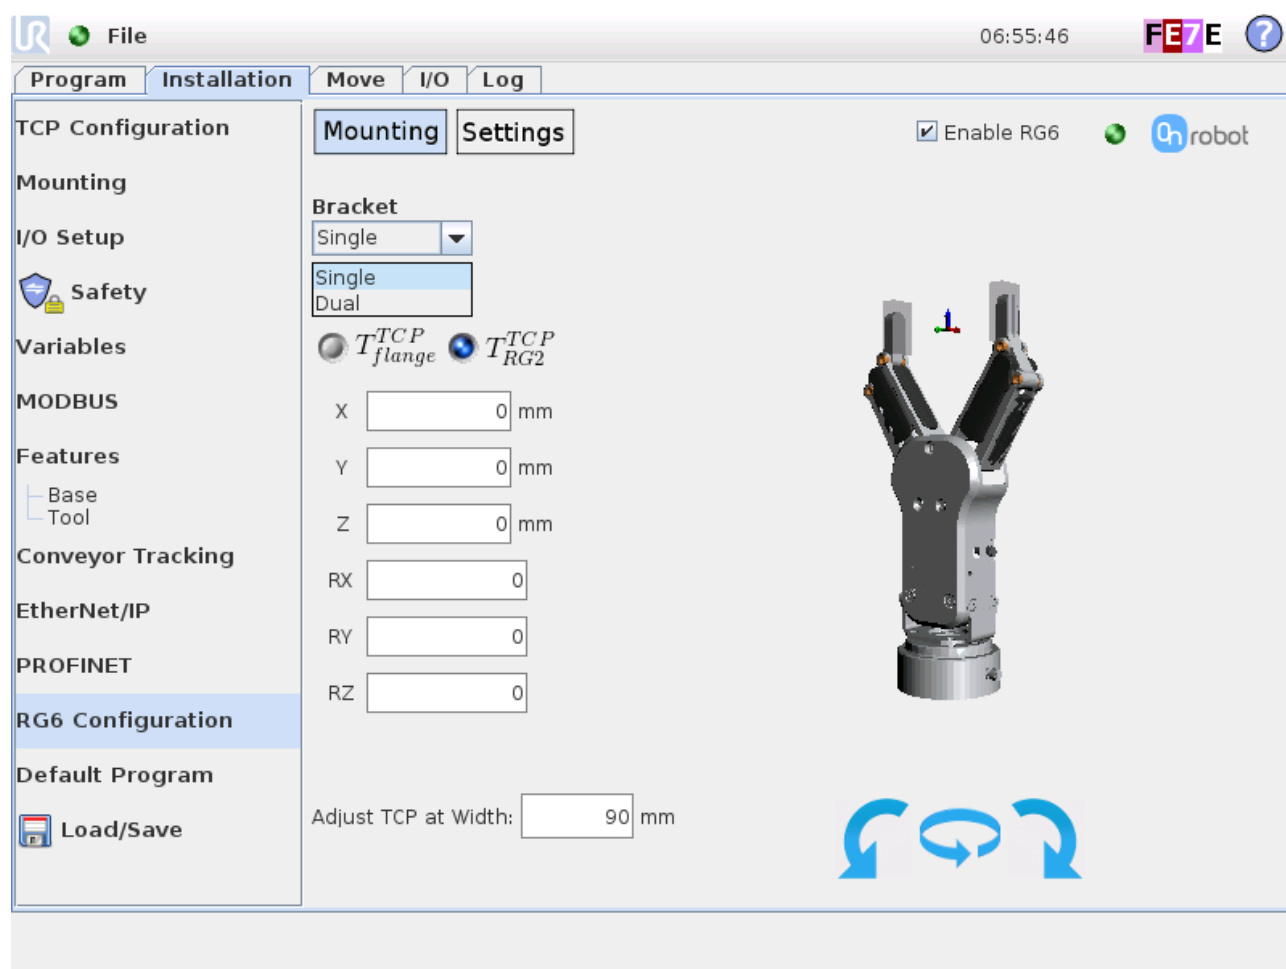 UR File 06:55:46 FE7E ?
Program Installation Move I/O Log
TCP Configuration
Mounting
I/O Setup
Safety
Variables
MODBUS
Features
Base
Tool
Conveyor Tracking
EtherNet/IP
PROFINET
RG6 Configuration
Default Program
Load/Save
Mounting Settings
Enable RG6 On robot
Bracket
Single
Single
Dual
T^{TCP}_{flange} T^{TCP}_{RG2}
X 0 mm
Y 0 mm
Z 0 mm
RX 0
RY 0
RZ 0
Adjust TCP at Width: 90 mm